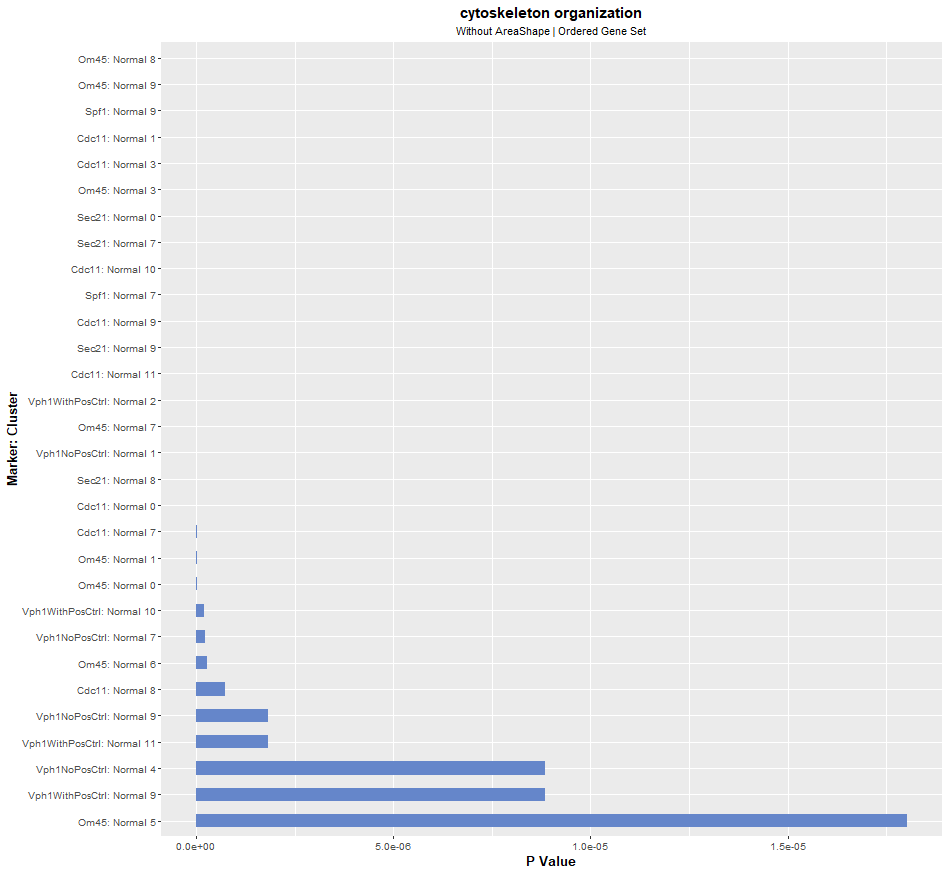 cytoskeleton organization
Without AreaShape | Ordered Gene Set
Marker: Cluster
Om45: Normal 8
Om45: Normal 9
Spf1: Normal 9
Cdc11: Normal 1
Cdc11: Normal 3
Om45: Normal 3
Sec21: Normal 0
Sec21: Normal 7
Cdc11: Normal 10
Spf1: Normal 7
Cdc11: Normal 9
Sec21: Normal 9
Cdc11: Normal 11
Vph1WithPosCtrl: Normal 2
Om45: Normal 7
Vph1NoPosCtrl: Normal 1
Sec21: Normal 8
Cdc11: Normal 0
Cdc11: Normal 7
Om45: Normal 1
Om45: Normal 0
Vph1WithPosCtrl: Normal 10
Vph1NoPosCtrl: Normal 7
Om45: Normal 6
Cdc11: Normal 8
Vph1NoPosCtrl: Normal 9
Vph1WithPosCtrl: Normal 11
Vph1NoPosCtrl: Normal 4
Vph1WithPosCtrl: Normal 9
Om45: Normal 5
0.0e+00 5.0e-06 1.0e-05 1.5e-05
P Value